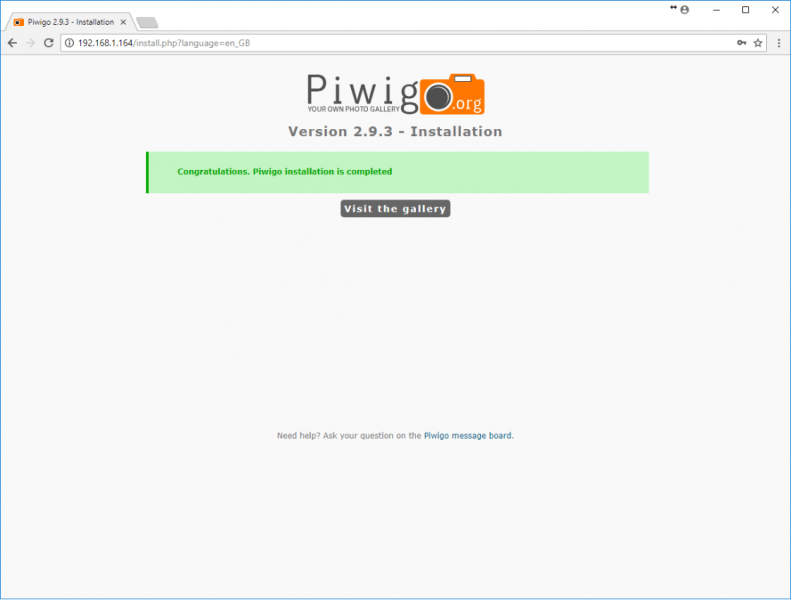 Piwigo 2.9.3 - Installation
192.168.1.164/install.php?language=en_GB
Piwigo.org
YOUR OWN PHOTO GALLERY
Version 2.9.3 - Installation
Congratulations. Piwigo installation is completed
Visit the gallery
Need help? Ask your question on the Piwigo message board.